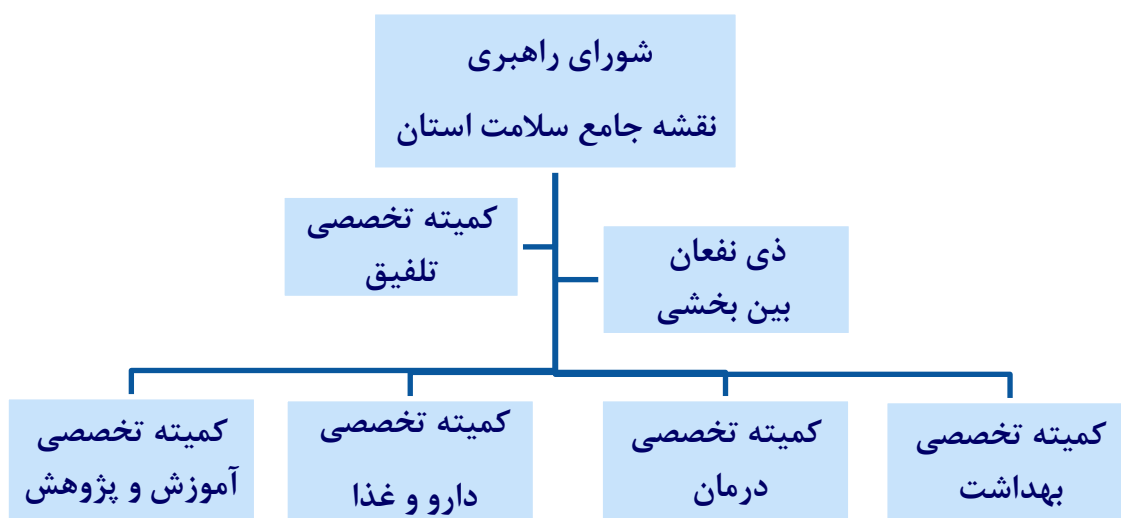 شورای راهبری
نقشه جامع سلامت استان
کمیته تخصصی
تلفیق
ذی نفعان
بین بخشی
کمیته تخصصی
بهداشت
کمیته تخصصی
درمان
کمیته تخصصی
دارو و غذا
کمیته تخصصی
آموزش و پژوهش